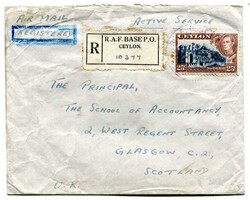 AIR MAIL
ACTIVE SERVICE
REGISTERED
R
R.A.F. BASE P.O.
CEYLON.
CEYLON
25
THE PRINCIPAL,
THE SCHOOL OF ACCOUNTANCY,
2, WEST REGENT STREET,
GLASGOW C.2.
SCOTLAND